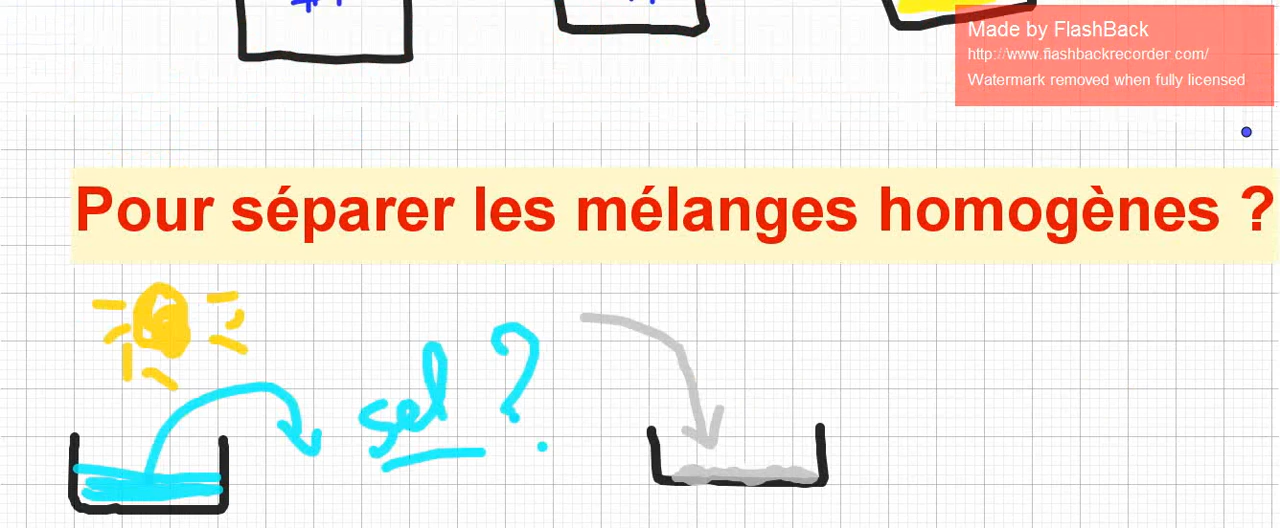 Made by FlashBack
http://www.flashbackrecorder.com/
Watermark removed when fully licensed
Pour séparer les mélanges homogènes ?
sel ?